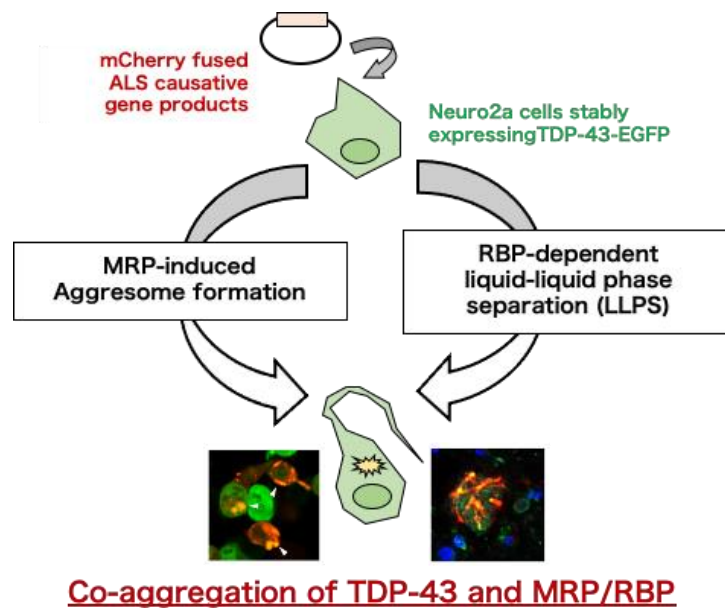 mCherry fused
ALS causative
gene products
Neuro2a cells stably
expressingTDP-43-EGFP
MRP-induced
Aggresome formation
RBP-dependent
liquid-liquid phase
separation (LLPS)
Co-aggregation of TDP-43 and MRP/RBP